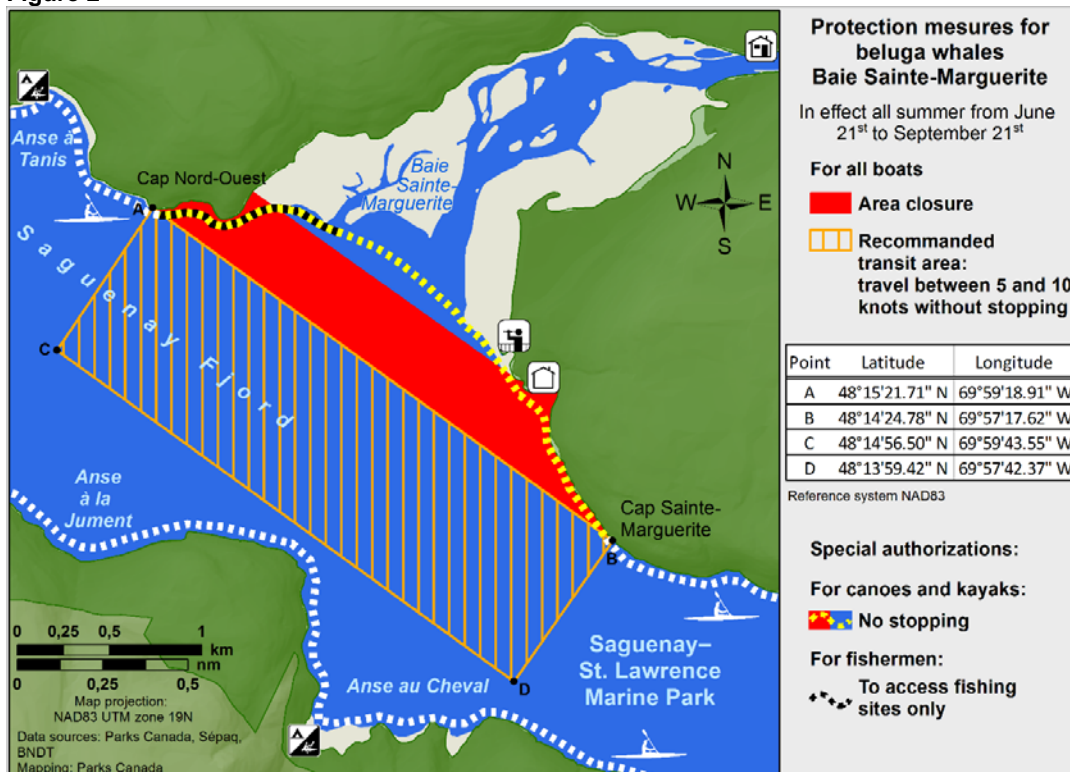 Figure 2
Anse à
Tanis
Cap Nord-Ouest
A
Baie
Sainte-
Marguerite
N
W
E
S
Saguenay Fjord
C
Anse
à la
Jument
Cap Sainte-
Marguerite
B
Saguenay–
St. Lawrence
Marine Park
Anse au Cheval
D
0 0,25 0,5 1
km
nm
0 0,25 0,5
Map projection:
NAD83 UTM zone 19N
Data sources: Parks Canada, Sépaq,
BNDT
Mapping: Parks Canada
Protection mesures for
beluga whales
Baie Sainte-Marguerite
In effect all summer from June
21st to September 21st
For all boats
Area closure
Recommanded
transit area:
travel between 5 and 10
knots without stopping
Point Latitude Longitude
A 48°15'21.71" N 69°59'18.91" W
B 48°14'24.78" N 69°57'17.62" W
C 48°14'56.50" N 69°59'43.55" W
D 48°13'59.42" N 69°57'42.37" W
Reference system NAD83
Special authorizations:
For canoes and kayaks:
No stopping
For fishermen:
To access fishing
sites only